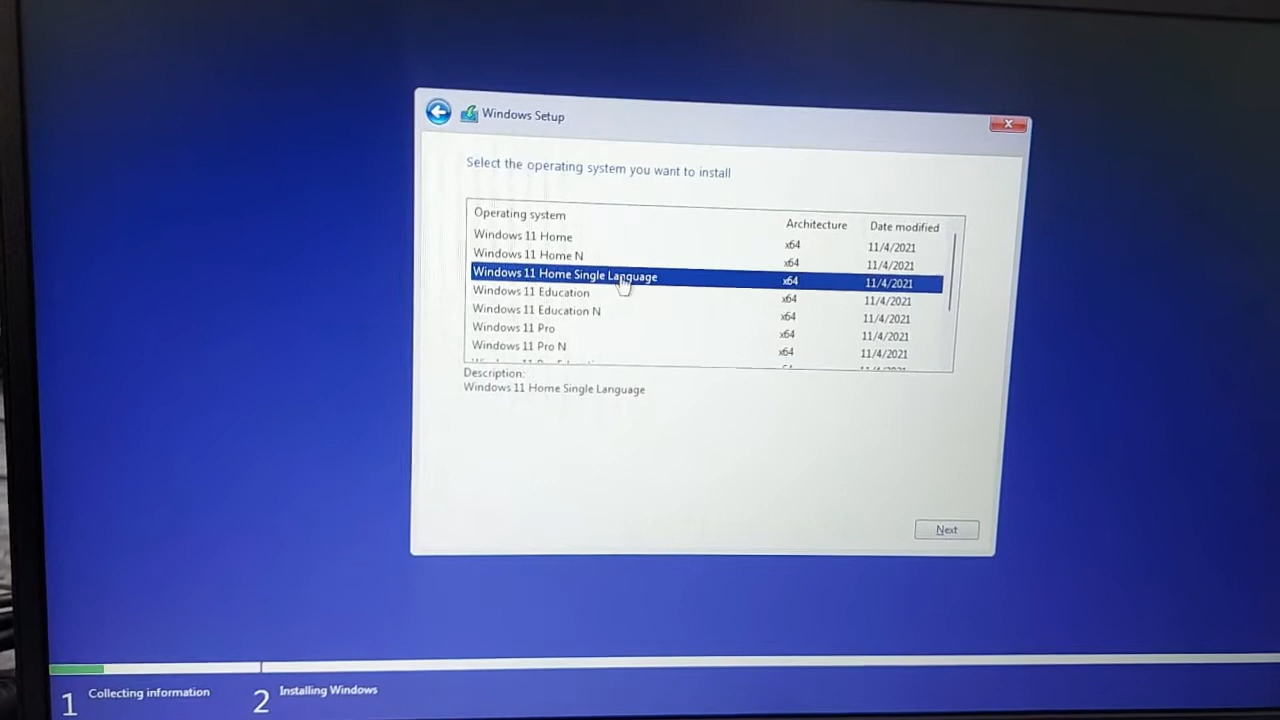 Windows Setup
Select the operating system you want to install
Operating system Architecture Date modified
Windows 11 Home x64 11/4/2021
Windows 11 Home N x64 11/4/2021
Windows 11 Home Single Language x64 11/4/2021
Windows 11 Education x64 11/4/2021
Windows 11 Education N x64 11/4/2021
Windows 11 Pro x64 11/4/2021
Windows 11 Pro N x64 11/4/2021
Description:
Windows 11 Home Single Language
Next
1 Collecting information 2 Installing Windows